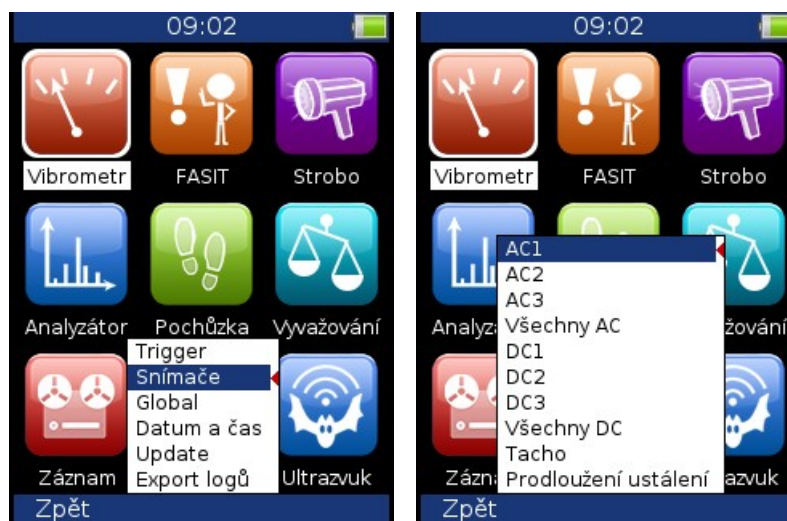 09:02
Vibrometr FASIT Strobo
Analyzátor Pochůzka Vyvažování
Trigger
Snímače
Global
Datum a čas
Update
Export logů
Záznam Ultrazvuk
Zpět
09:02
Vibrometr FASIT Strobo
AC1
AC2
AC3
Všechny AC
DC1
DC2
DC3
Všechny DC
Tacho
Prodloužení ustálení
Zpět